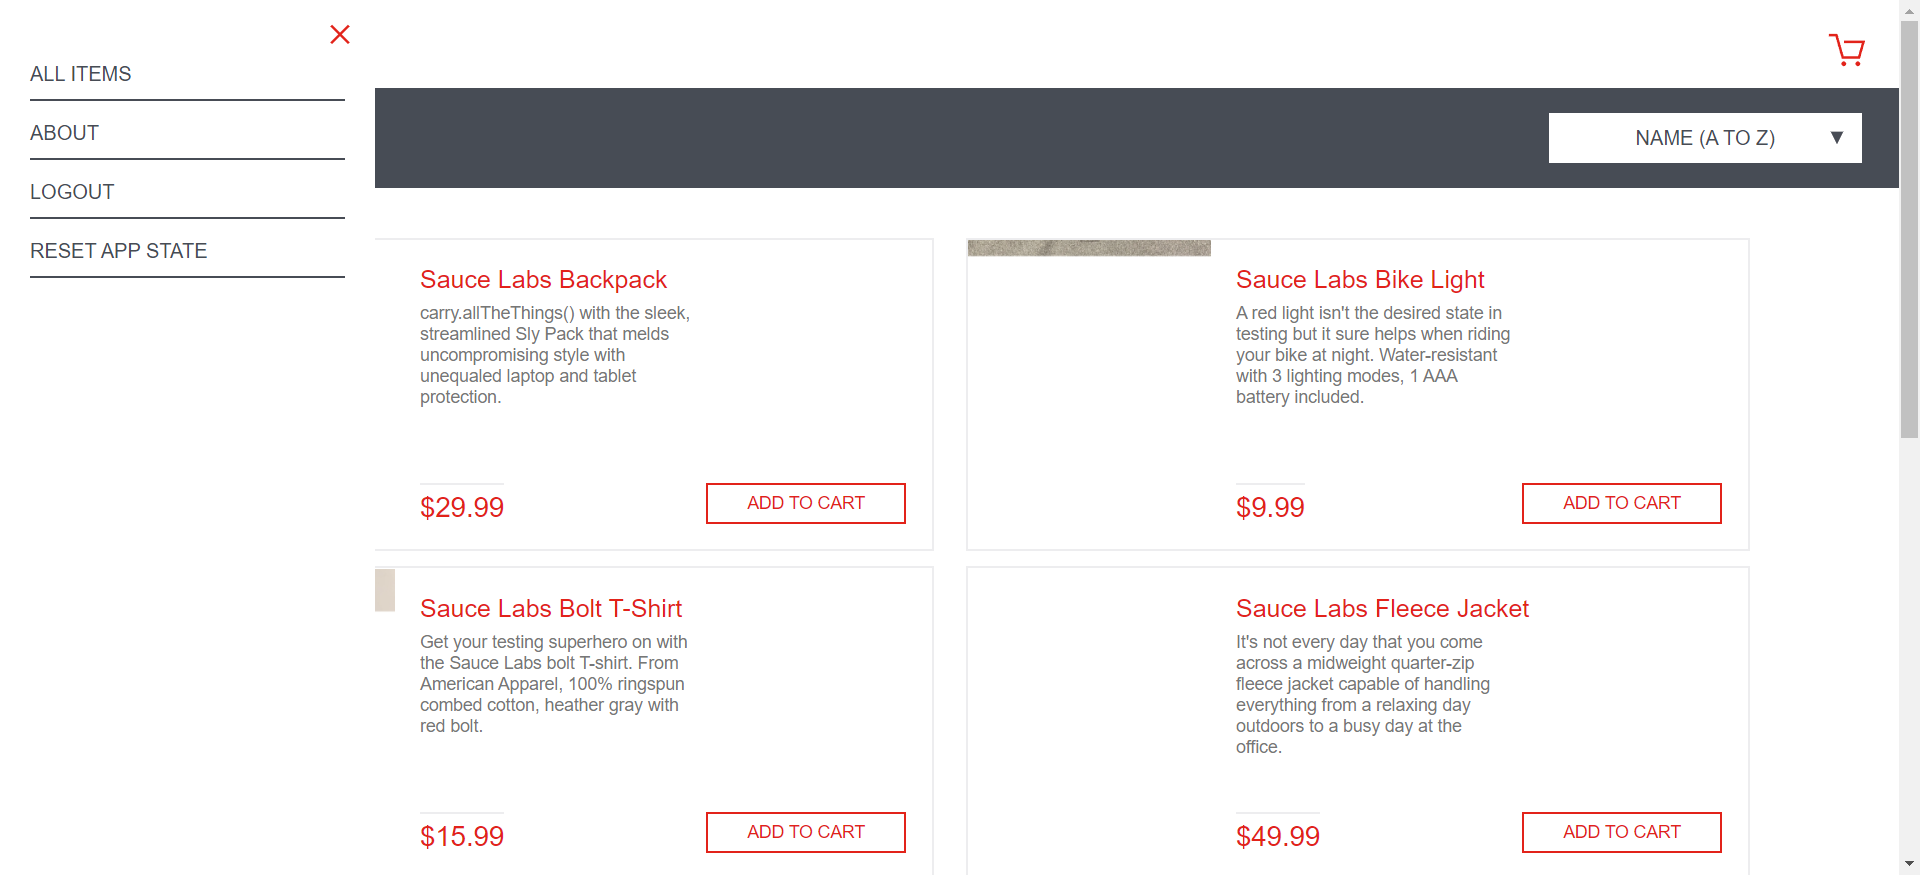 ALL ITEMS
ABOUT
LOGOUT
RESET APP STATE
NAME (A TO Z) ▼
Sauce Labs Backpack
carry.allTheThings() with the sleek,
streamlined Sly Pack that melds
uncompromising style with
unequaled laptop and tablet
protection.
$29.99
ADD TO CART
Sauce Labs Bike Light
A red light isn't the desired state in
testing but it sure helps when riding
your bike at night. Water-resistant
with 3 lighting modes, 1 AAA
battery included.
$9.99
ADD TO CART
Sauce Labs Bolt T-Shirt
Get your testing superhero on with
the Sauce Labs bolt T-shirt. From
American Apparel, 100% ringspun
combed cotton, heather gray with
red bolt.
$15.99
ADD TO CART
Sauce Labs Fleece Jacket
It's not every day that you come
across a midweight quarter-zip
fleece jacket capable of handling
everything from a relaxing day
outdoors to a busy day at the
office.
$49.99
ADD TO CART